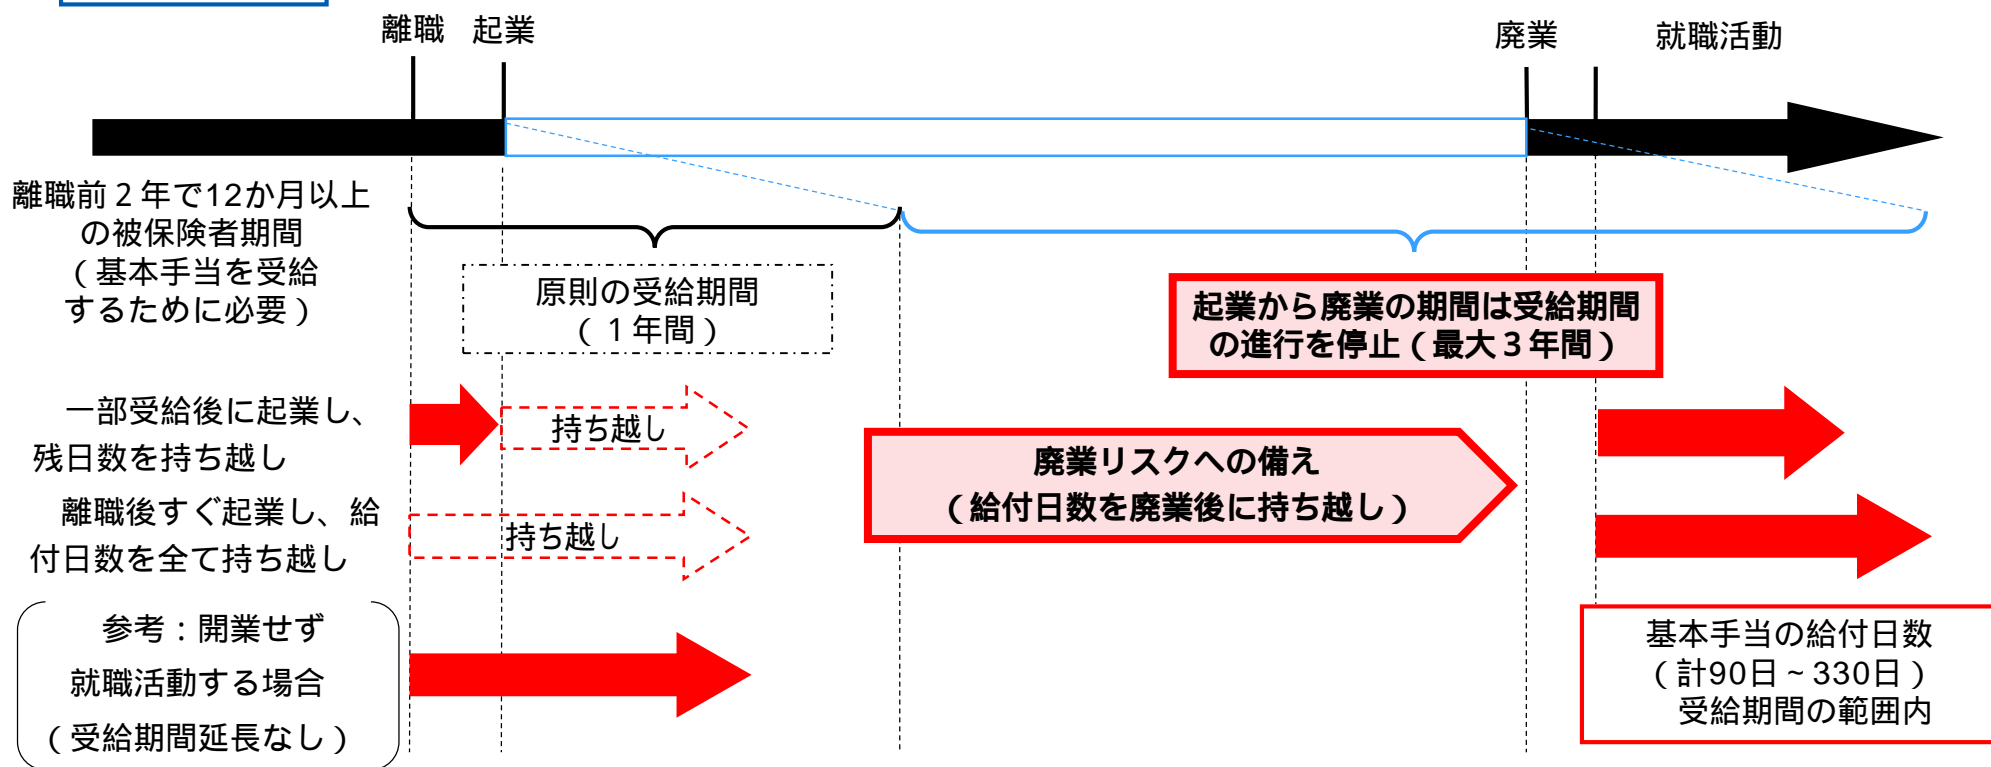 離職
起業
廃業
就職活動
離職前２年で12か月以上
の被保険者期間
（基本手当を受給
するために必要）
原則の受給期間
（１年間）
起業から廃業の期間は受給期間
の進行を停止（最大３年間）
一部受給後に起業し、
残日数を持ち越し
持ち越し
廃業リスクへの備え
（給付日数を廃業後に持ち越し）
離職後すぐ起業し、給
付日数を全て持ち越し
持ち越し
参考：開業せず
就職活動する場合
（受給期間延長なし）
基本手当の給付日数
（計90日~330日）
受給期間の範囲内